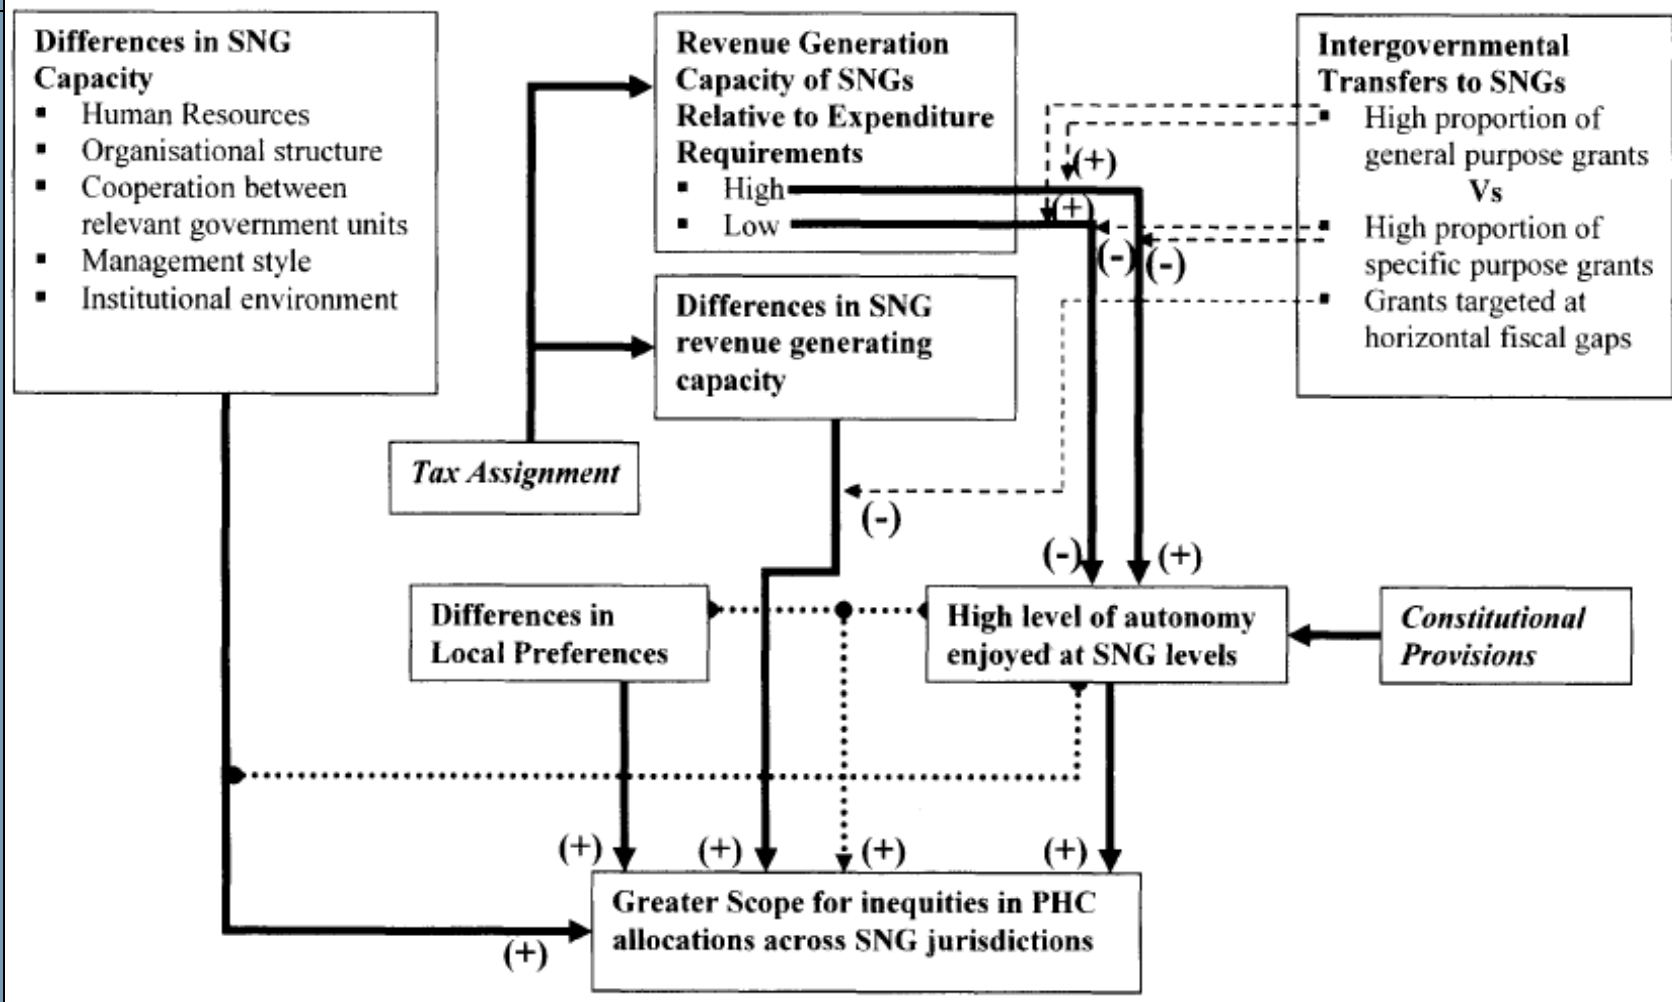 Differences in SNG
Capacity
▪ Human Resources
▪ Organisational structure
▪ Cooperation between
relevant government units
▪ Management style
▪ Institutional environment
Revenue Generation
Capacity of SNGs
Relative to Expenditure
Requirements
▪ High
▪ Low
(+)
(+)
(-)
(-)
Intergovernmental
Transfers to SNGs
▪ High proportion of
general purpose grants
Vs
▪ High proportion of
specific purpose grants
▪ Grants targeted at
horizontal fiscal gaps
Differences in SNG
revenue generating
capacity
Tax Assignment
(-)
(-)
(+)
Differences in
Local Preferences
High level of autonomy
enjoyed at SNG levels
Constitutional
Provisions
(+)
(+)
(+)
(+)
Greater Scope for inequities in PHC
allocations across SNG jurisdictions
(+)